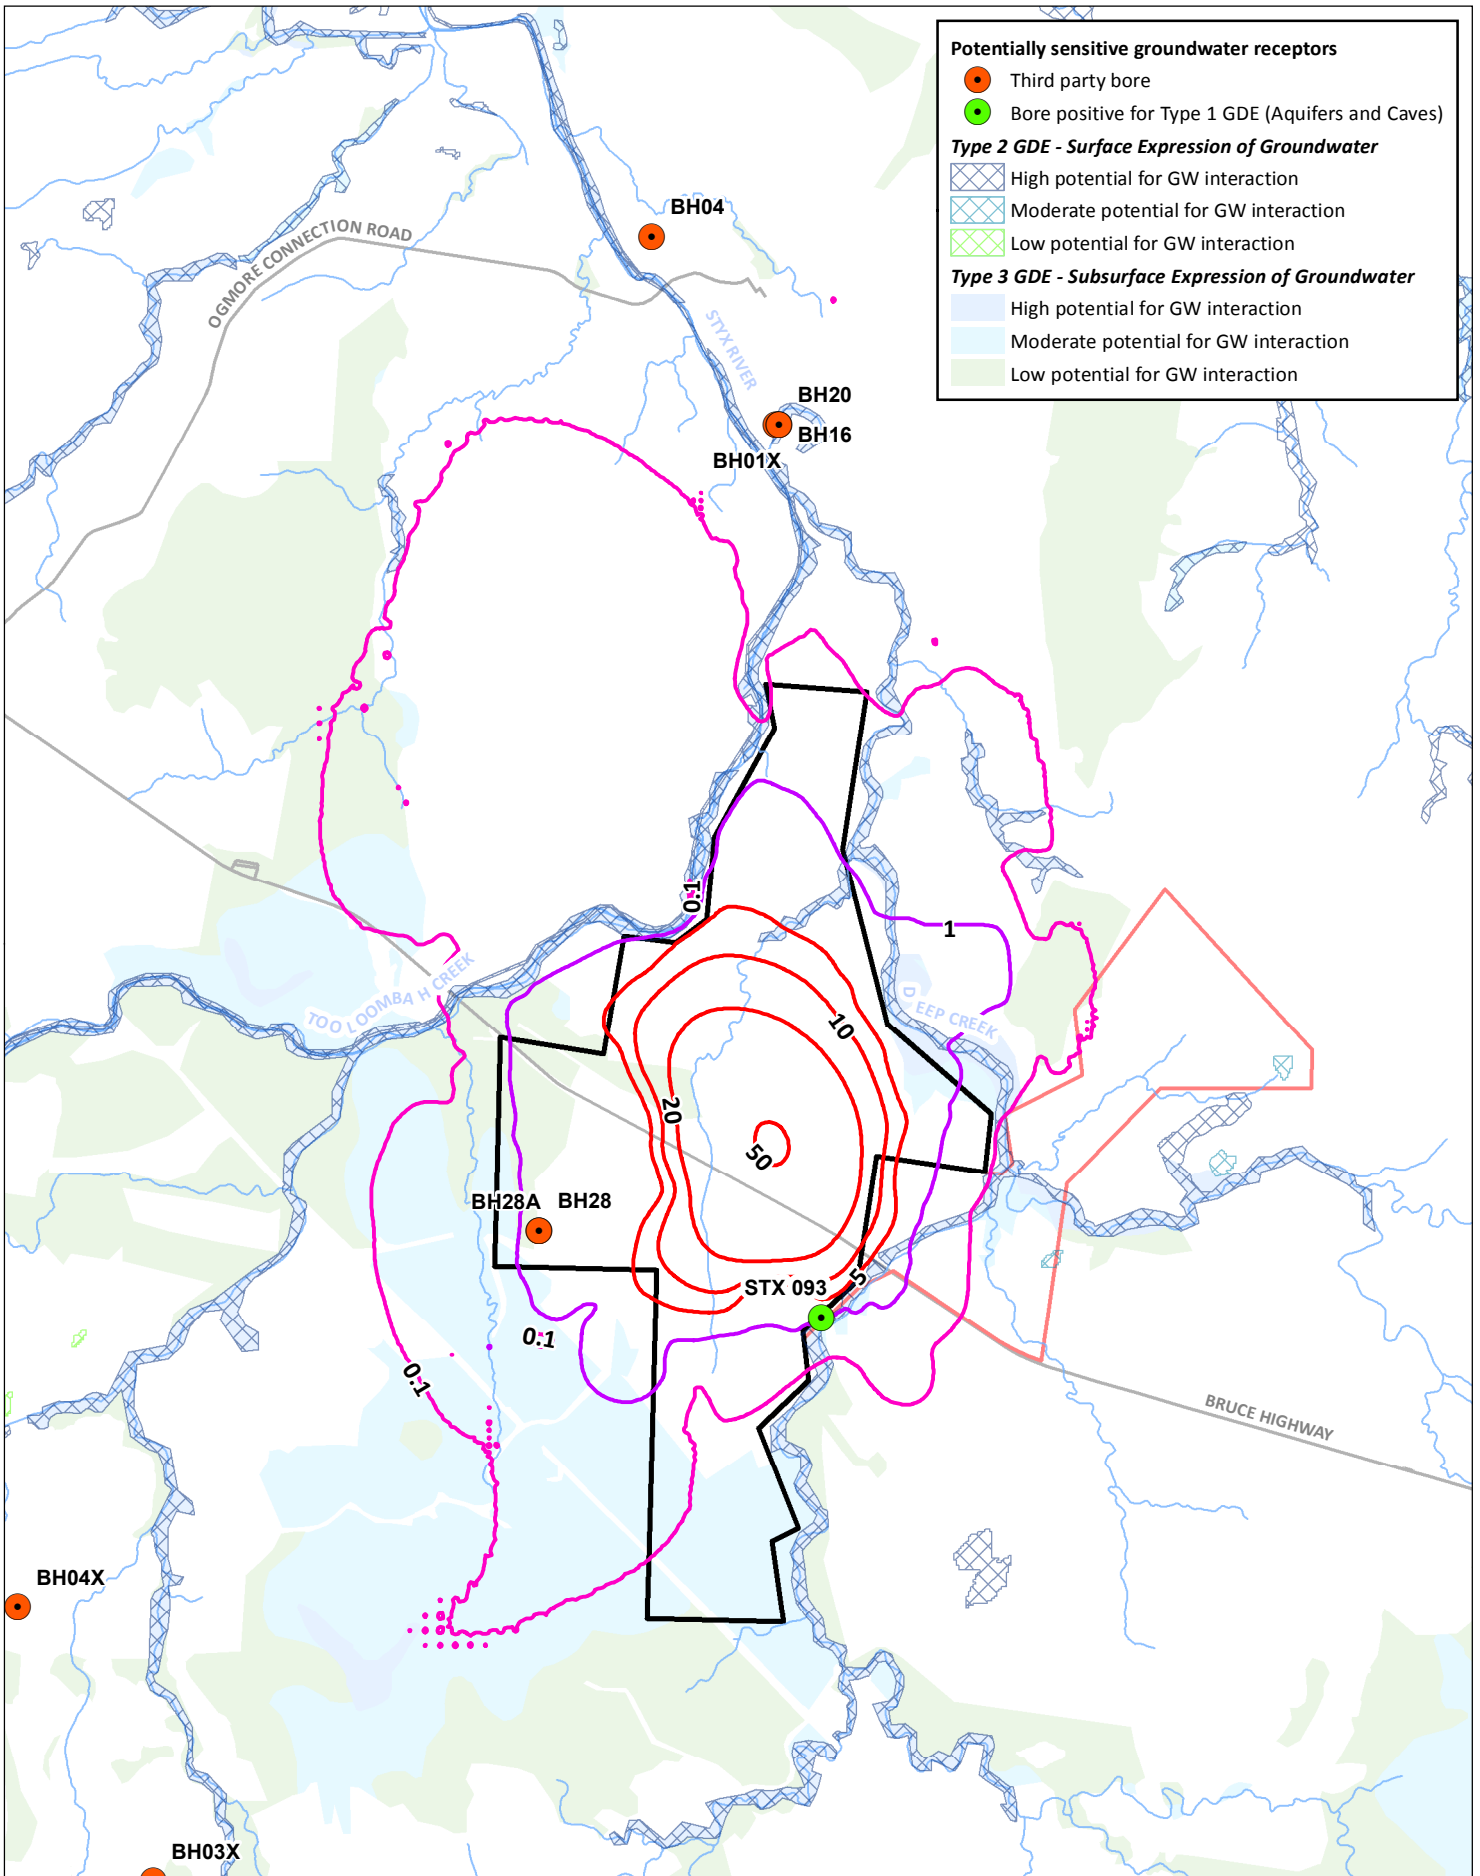 Potentially sensitive groundwater receptors
Third party bore
Bore positive for Type 1 GDE (Aquifers and Caves)
Type 2 GDE - Surface Expression of Groundwater
High potential for GW interaction
Moderate potential for GW interaction
Low potential for GW interaction
Type 3 GDE - Subsurface Expression of Groundwater
High potential for GW interaction
Moderate potential for GW interaction
Low potential for GW interaction
BH04
OGMORE CONNECTION ROAD
STYX RIVER
BH20
BH16
BH01X
0.1
1
TOOLOOMBAH CREEK
DEEP CREEK
10
20
50
BH28A
BH28
STX 093
5
0.1
0.1
BRUCE HIGHWAY
BH04X
BH03X